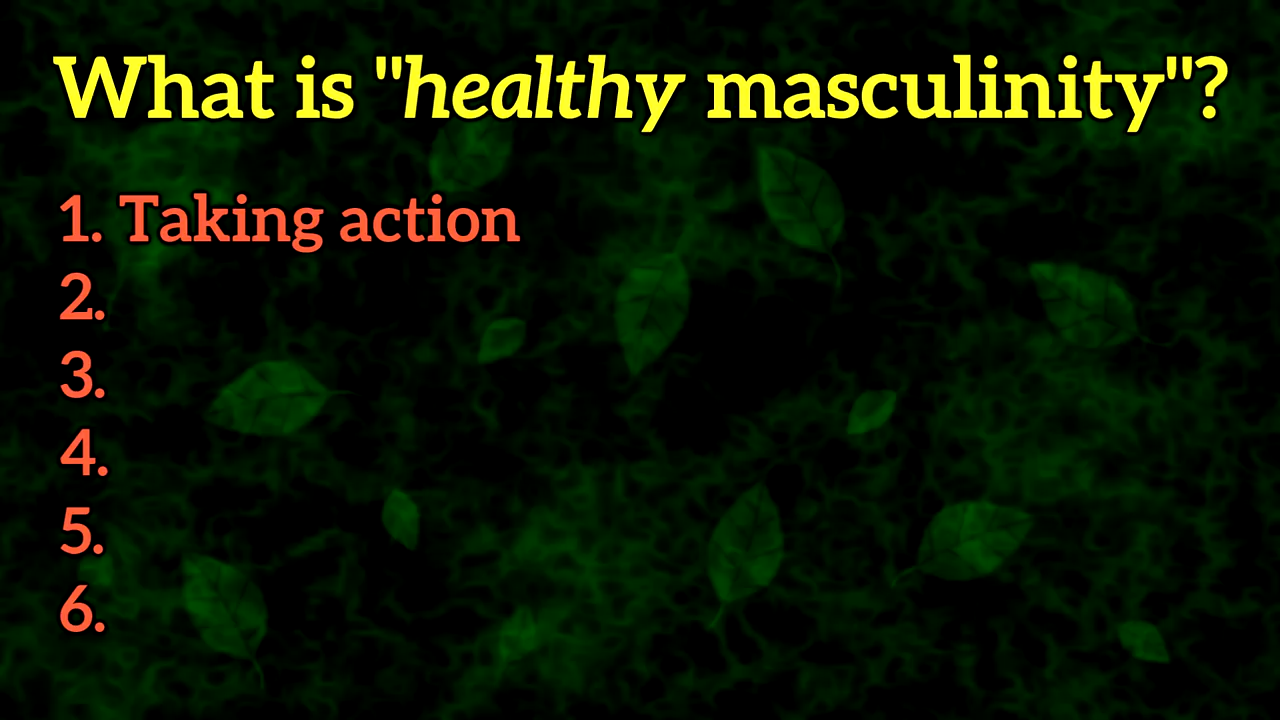 What is "healthy masculinity"?
1. Taking action
2.
3.
4.
5.
6.